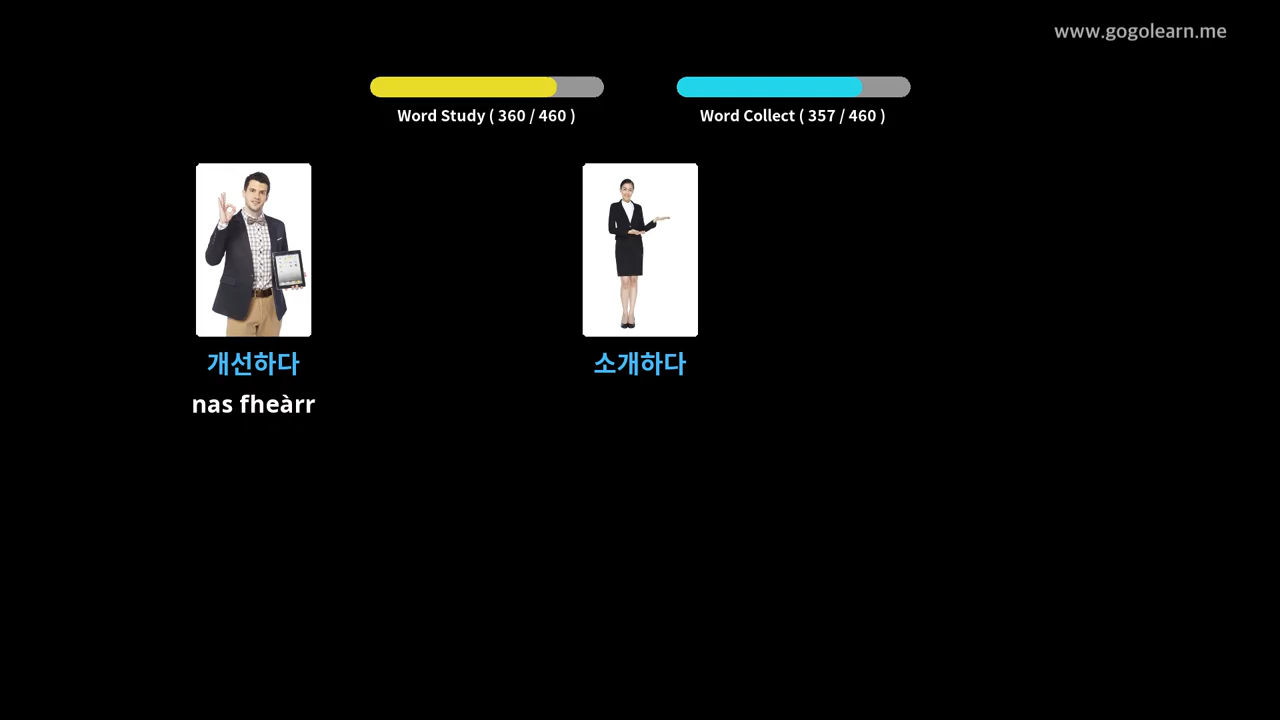 www.gogolearn.me
Word Study ( 360 / 460 )
Word Collect ( 357 / 460 )
개선하다
소개하다
nas fheàrr